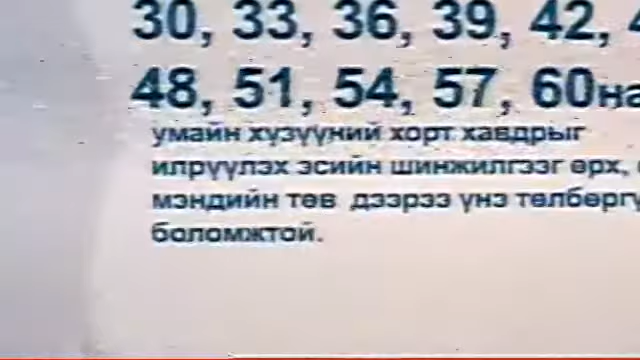 30, 33, 36, 39, 42,
48, 51, 54, 57, 60на
умайн хүзүүний хорт хавдрыг
илрүүлэх эсийн шинжилгээг өрх,
мэндийн төв дээрээ үнэ төлбөргү
боломжтой.